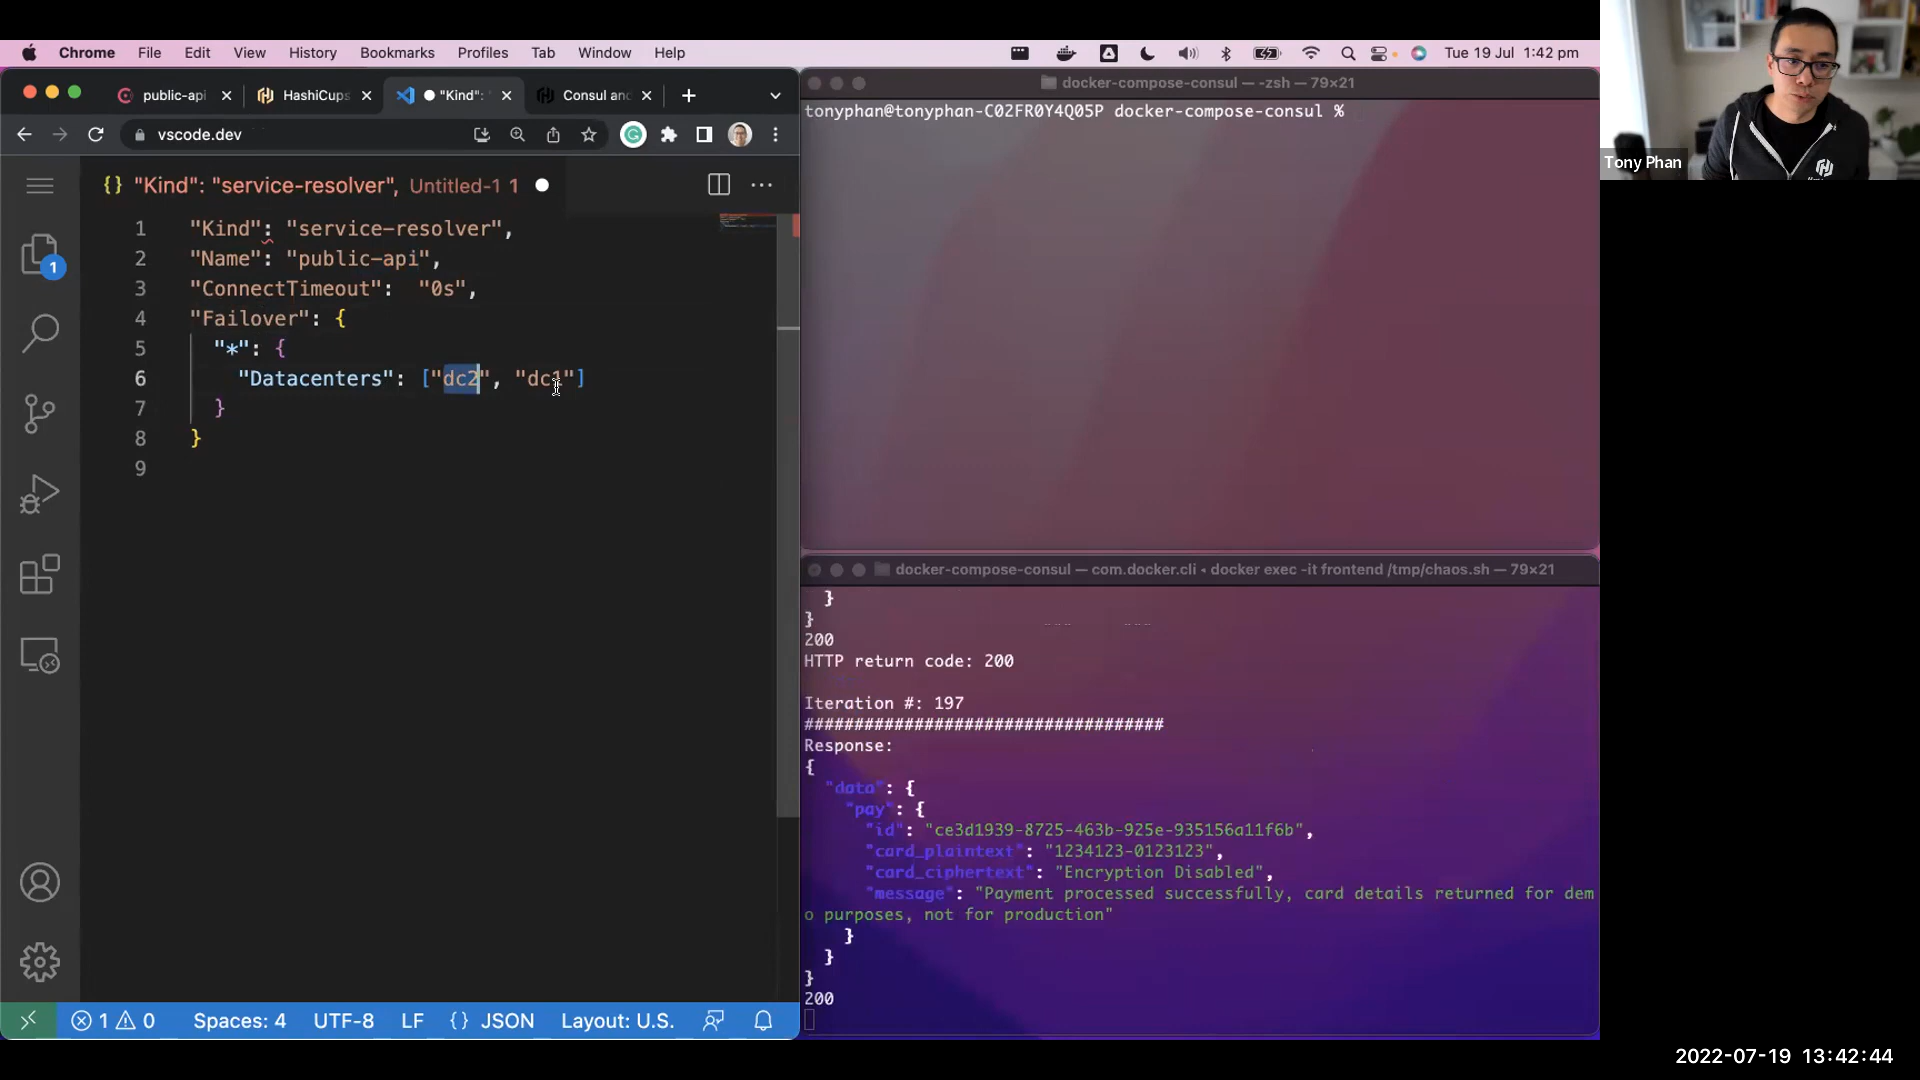 Chrome File Edit View History Bookmarks Profiles Tab Window Help
Tue 19 Jul 1:42 pm
public-api
HashiCups
"Kind": "
Consul and
vscode.dev
{} "Kind": "service-resolver", Untitled-1 1
1 "Kind": "service-resolver",
2 "Name": "public-api",
3 "ConnectTimeout":  "0s",
4 "Failover": {
5   "*": {
6     "Datacenters": ["dc2", "dc1"]
7   }
8 }
9
1
1 0 Spaces: 4 UTF-8 LF {} JSON Layout: U.S.
docker-compose-consul — -zsh — 79×21
tonyphan@tonyphan-C02FR0Y4Q05P docker-compose-consul %
docker-compose-consul — com.docker.cli ◂ docker exec -it frontend /tmp/chaos.sh — 79×21
}
}
200
HTTP return code: 200
Iteration #: 197
####################################
Response:
{
"data": {
"pay": {
"id": "ce3d1939-8725-463b-925e-935156a11f6b",
"card_plaintext": "1234123-0123123",
"card_ciphertext": "Encryption Disabled",
"message": "Payment processed successfully, card details returned for dem
o purposes, not for production"
}
}
}
200
Tony Phan
2022-07-19 13:42:44